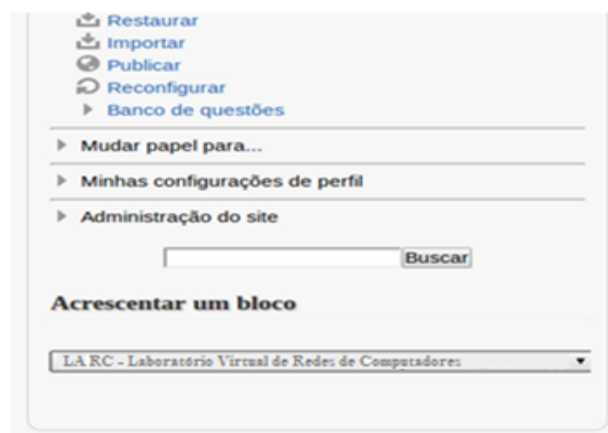 Restaurar
Importar
Publicar
Reconfigurar
Banco de questões
Mudar papel para...
Minhas configurações de perfil
Administração do site
Buscar
Acrescentar um bloco
LA RC - Laboratório Virtual de Redes de Computadores